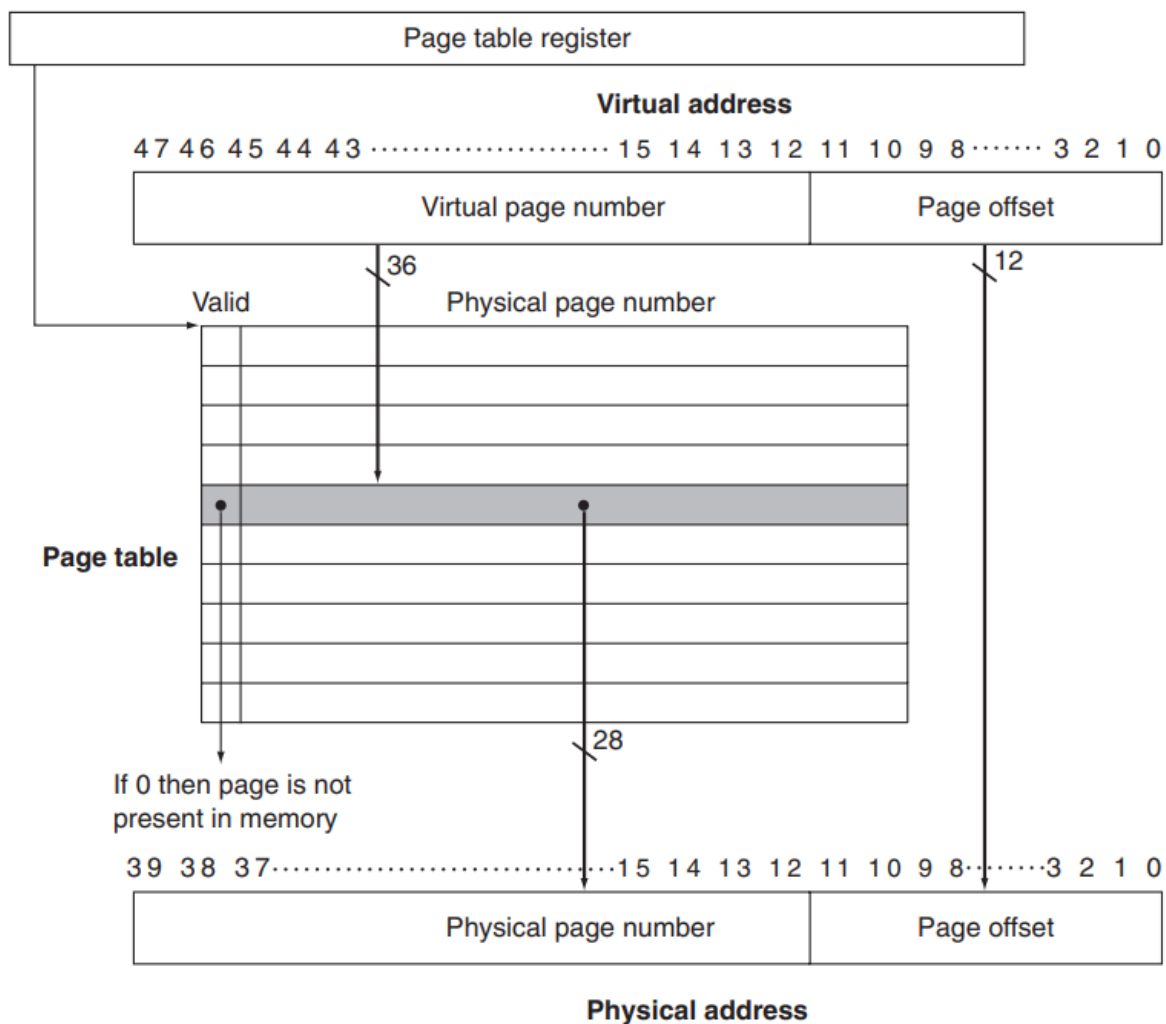 Page table register
Virtual address
47 46 45 44 43 ························ 15 14 13 12 11 10 9 8 ······· 3 2 1 0
Virtual page number Page offset
36 12
Valid Physical page number
Page table
28
If 0 then page is not
present in memory
39 38 37 ·································· 15 14 13 12 11 10 9 8 ········ 3 2 1 0
Physical page number Page offset
Physical address